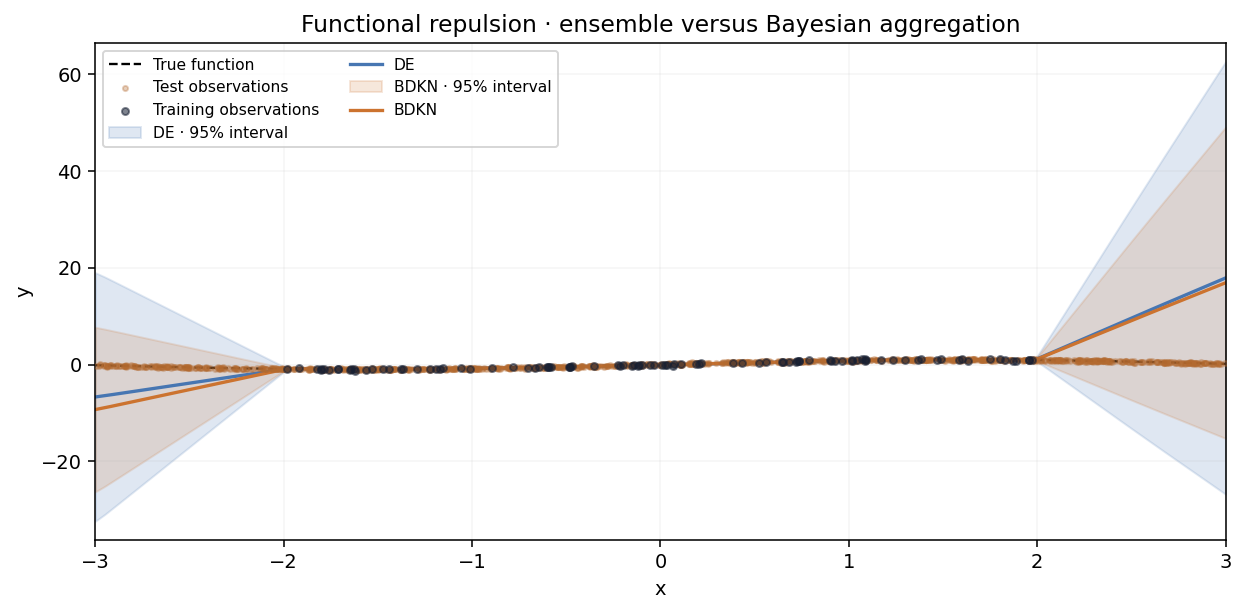 Functional repulsion · ensemble versus Bayesian aggregation
True function
Test observations
Training observations
DE · 95% interval
DE
BDKN · 95% interval
BDKN
60
40
20
0
−20
y
−3
−2
−1
0
1
2
3
x